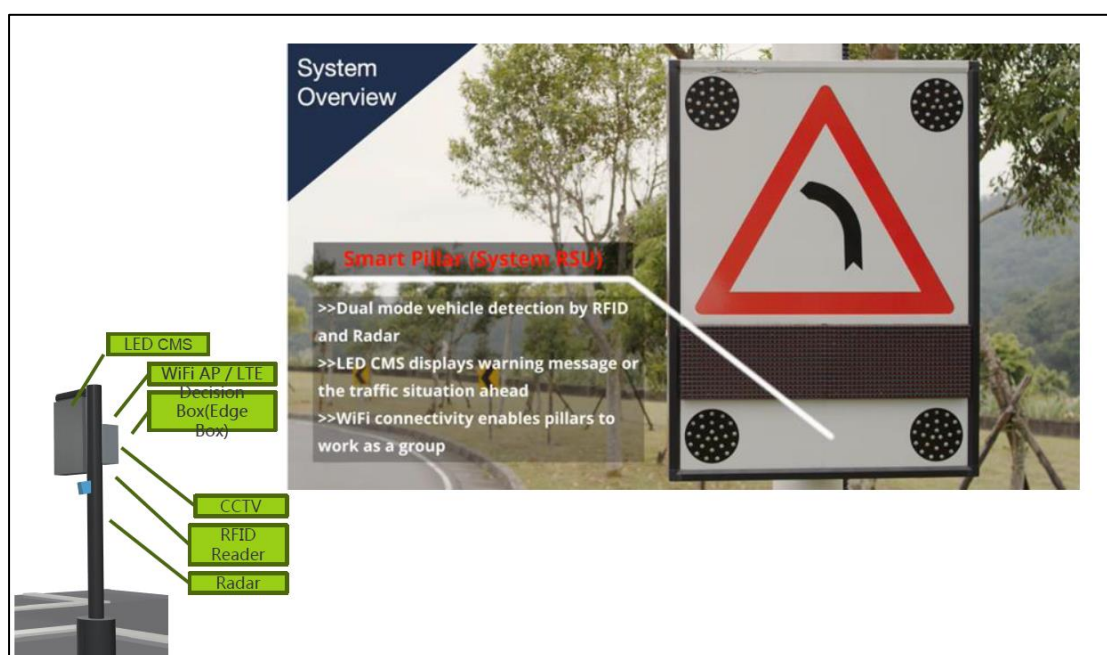 System
Overview
Smart Pillar (System RSU)
>>Dual mode vehicle detection by RFID
and Radar
>>LED CMS displays warning message or
the traffic situation ahead
>>WiFi connectivity enables pillars to
work as a group
LED CMS
WiFi AP / LTE
Decision
Box(Edge
Box)
CCTV
RFID
Reader
Radar